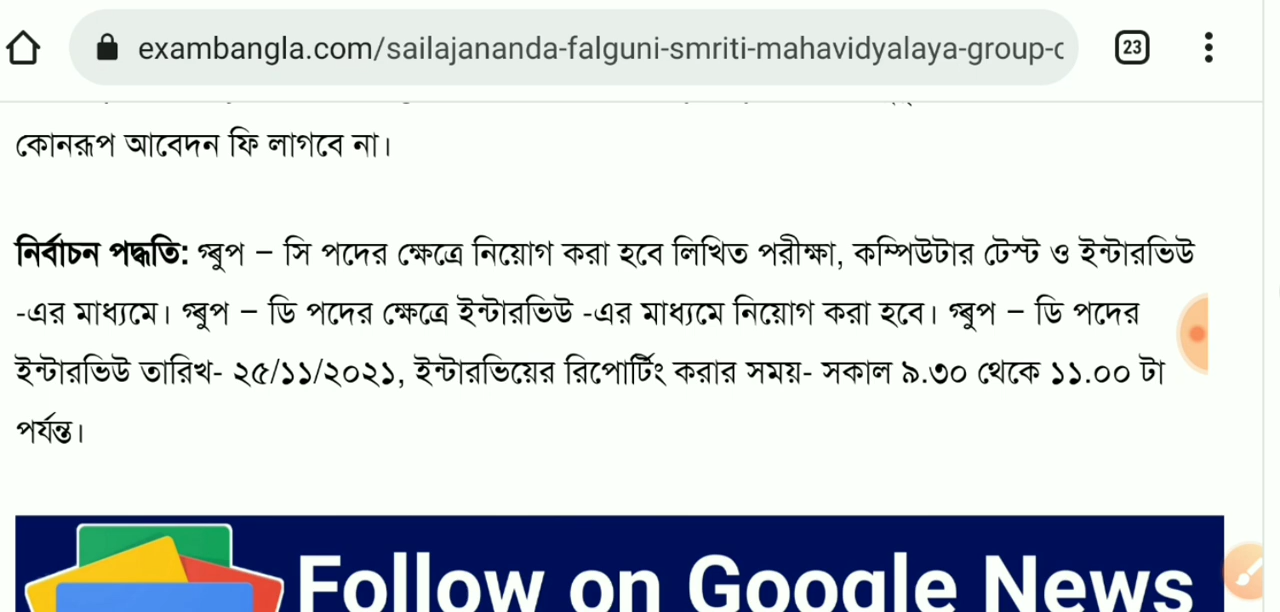 exambangla.com/sailajananda-falguni-smriti-mahavidyalaya-group-c
23
কোনরূপ আবেদন ফি লাগবে না।
নির্বাচন পদ্ধতি: গ্ৰুপ – সি পদের ক্ষেত্রে নিয়োগ করা হবে লিখিত পরীক্ষা, কম্পিউটার টেস্ট ও ইন্টারভিউ
-এর মাধ্যমে। গ্ৰুপ – ডি পদের ক্ষেত্রে ইন্টারভিউ -এর মাধ্যমে নিয়োগ করা হবে। গ্ৰুপ – ডি পদের
ইন্টারভিউ তারিখ- ২৫/১১/২০২১, ইন্টারভিয়ের রিপোর্টিং করার সময়- সকাল ৯.৩০ থেকে ১১.০০ টা
পর্যন্ত।
Follow on Google News